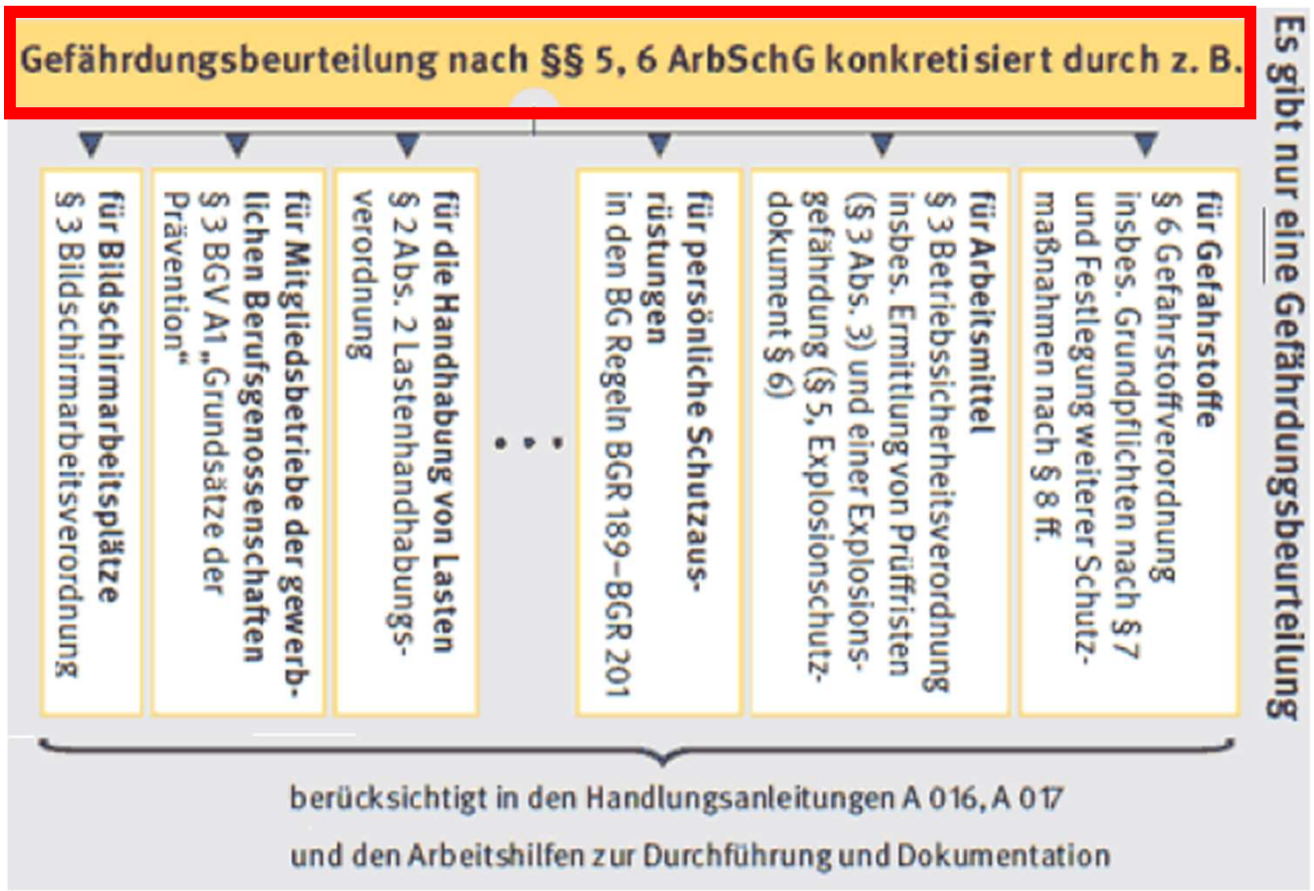 Gefährdungsbeurteilung nach §§ 5, 6 ArbSchG konkretisiert durch z. B.
Es gibt nur eine Gefährdungsbeurteilung
für Bildschirmarbeitsplätze
§ 3 Bildschirmarbeitsverordnung
für Mitgliedsbetriebe der gewerb-
lichen Berufsgenossenschaften
§ 3 BGV A1 „Grundsätze der
Prävention“
für die Handhabung von Lasten
§ 2 Abs. 2 Lastenhandhabungs-
verordnung
...
für persönliche Schutzaus-
rüstungen
in den BG Regeln BGR 189–BGR 201
für Arbeitsmittel
§ 3 Betriebssicherheitsverordnung
insbes. Ermittlung von Prüffristen
(§ 3 Abs. 3) und einer Explosions-
gefährdung (§ 5, Explosionschutz-
dokument § 6)
für Gefahrstoffe
§ 6 Gefahrstoffverordnung
insbes. Grundpflichten nach § 7
und Festlegung weiterer Schutz-
maßnahmen nach § 8 ff.
berücksichtigt in den Handlungsanleitungen A 016, A 017
und den Arbeitshilfen zur Durchführung und Dokumentation